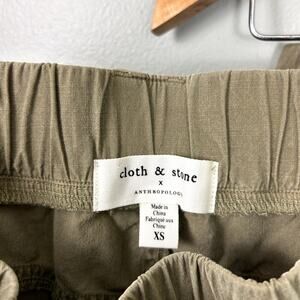 cloth & stone
x
ANTHROPOLOGIE
Made in
China
Fabriqué aux
Chine
XS